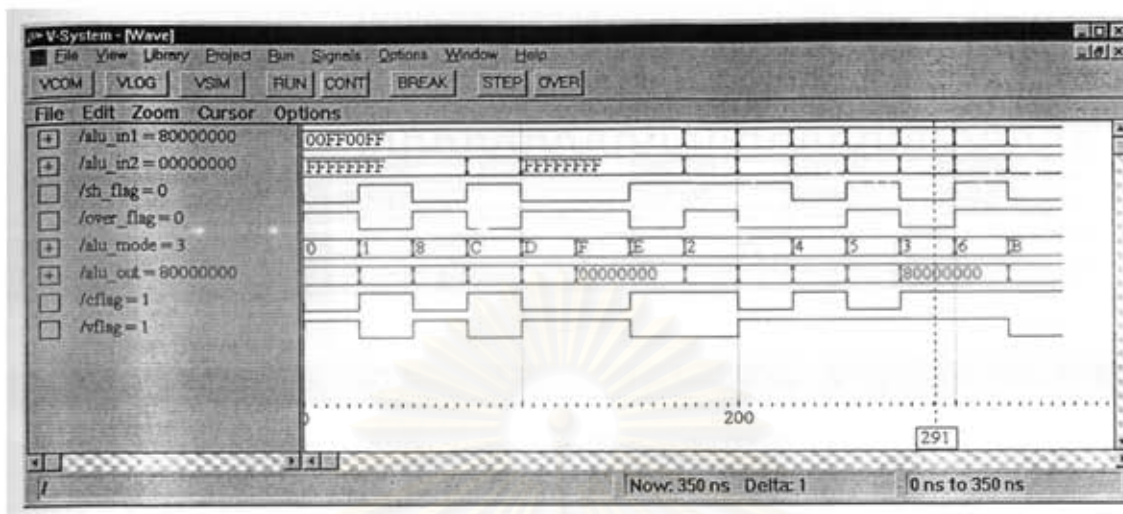 V-System - [Wave]
File View Library Project Run Signals Options Window Help
VCOM VLOG VSIM RUN CONT BREAK STEP OVER
File Edit Zoom Cursor Options
/alu_in1 = 80000000 00FF00FF
/alu_in2 = 00000000 FFFFFFFF FFFFFFFF
/sh_flag = 0
/over_flag = 0
/alu_mode = 3 0 1 8 C D F E 2 4 5 3 6 B
/alu_out = 80000000 00000000 80000000
/cflag = 1
/vflag = 1
200
291
Now: 350 ns Delta: 1 0 ns to 350 ns